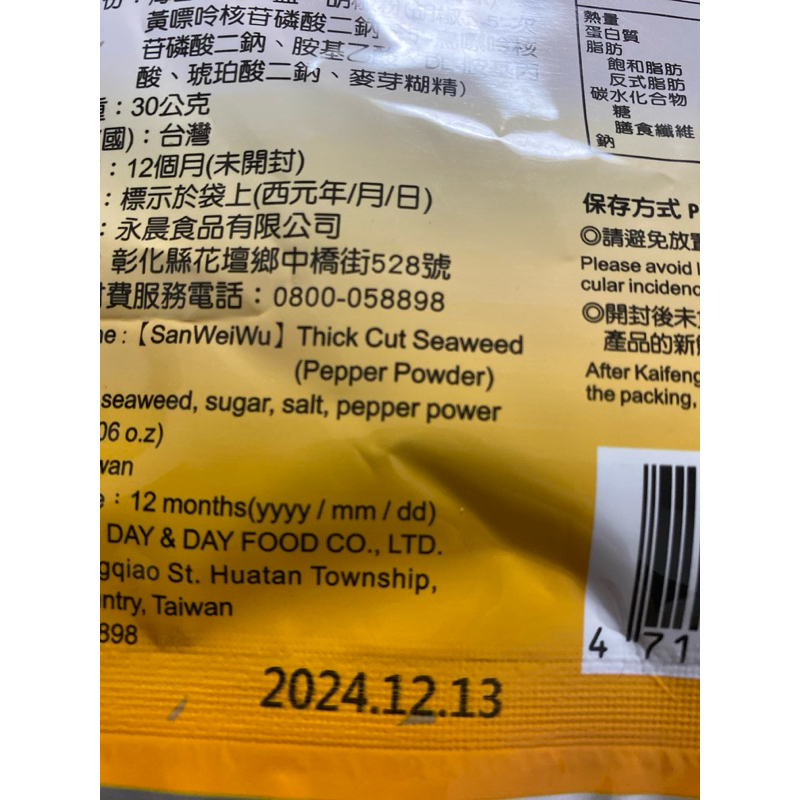 黃嘌呤核苷磷酸二鈉
苷磷酸二鈉、胺基乙
酸、琥珀酸二鈉、麥芽糊精)
：30公克
國)：台灣
：12個月(未開封)
：標示於袋上(西元年/月/日)
：永晨食品有限公司
彰化縣花壇鄉中橋街528號
付費服務電話：0800-058898
ne :【SanWeiWu】Thick Cut Seaweed
(Pepper Powder)
seaweed, sugar, salt, pepper power
06 o.z)
wan
e : 12 months(yyyy / mm / dd)
DAY & DAY FOOD CO., LTD.
gqiao St. Huatan Township,
ntry, Taiwan
898
2024.12.13
熱量
蛋白質
脂肪
飽和脂肪
反式脂肪
碳水化合物
糖
膳食纖維
鈉
保存方式 P
◎請避免放置
Please avoid
cular incidenc
◎開封後未
產品的新
After Kaifeng
the packing,
4 71